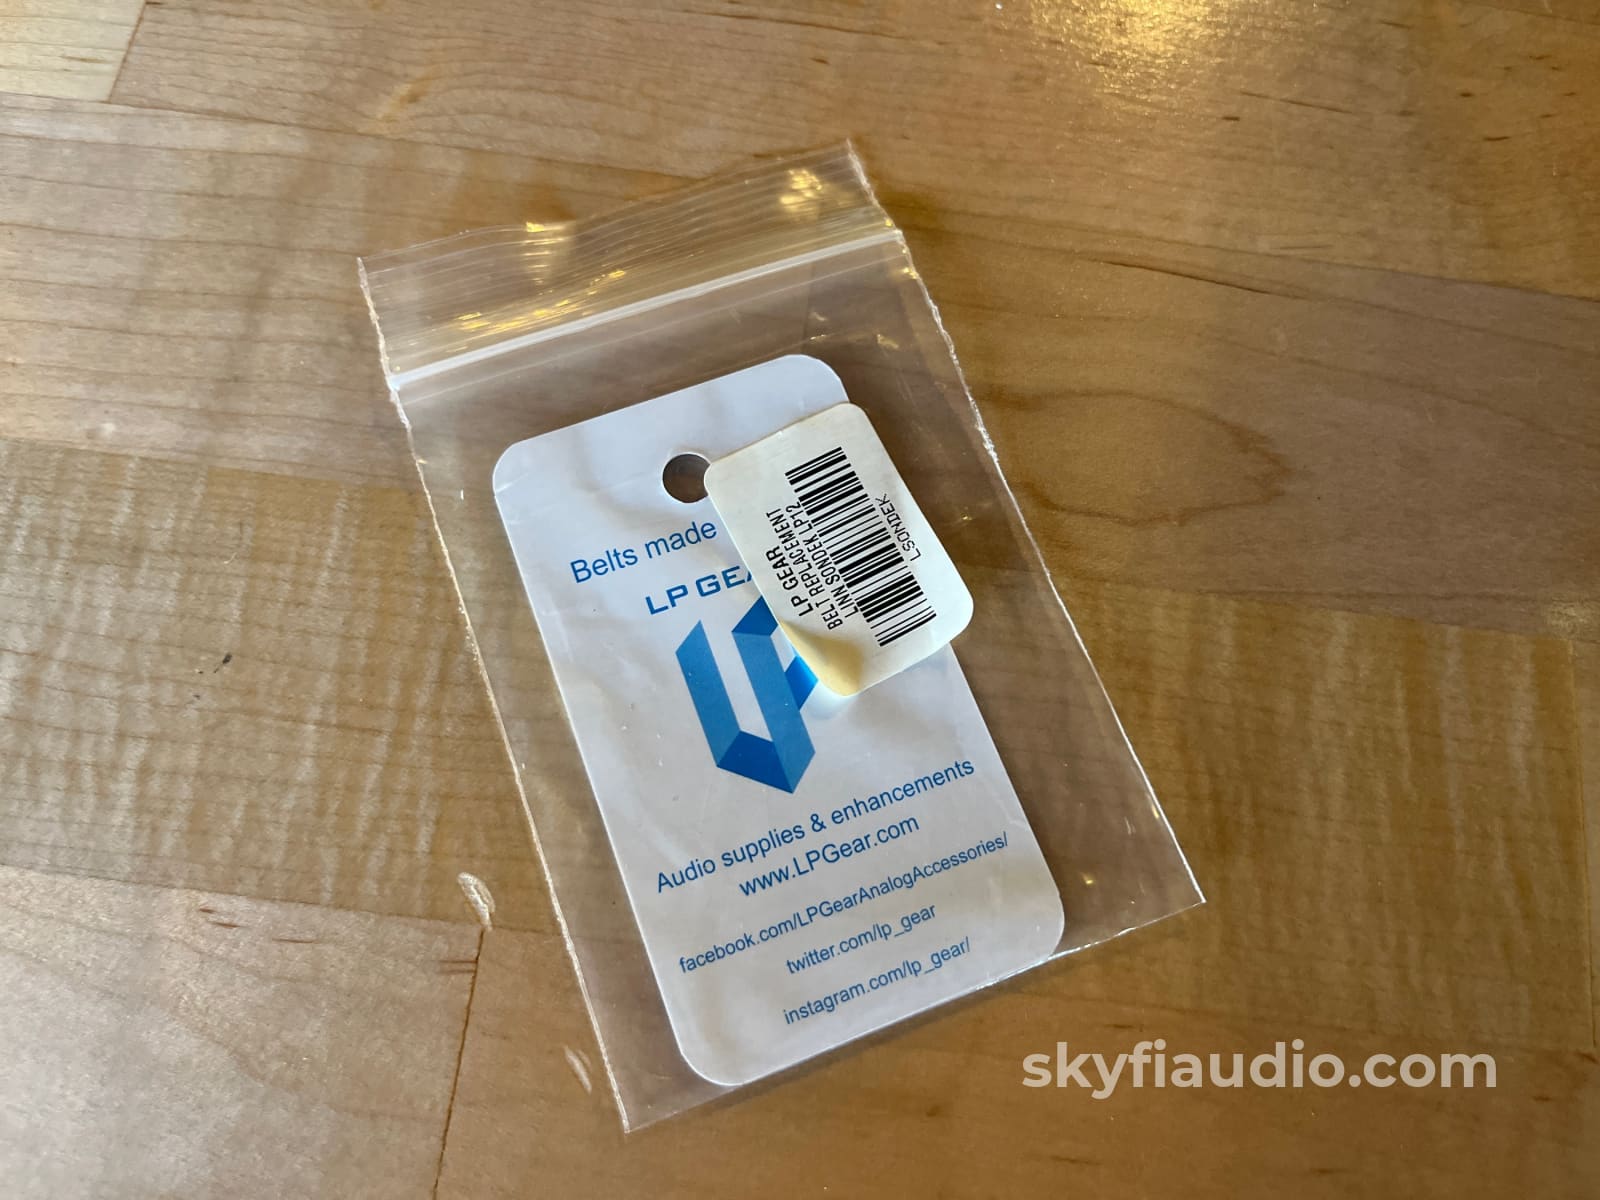 Belts made
LP GEA
LP GEAR
BELT REPLACEMENT
LINN SONDEK LP12
LSONDEK
Audio supplies & enhancements
www.LPGear.com
facebook.com/LPGearAnalogAccessories/
twitter.com/lp_gear
instagram.com/lp_gear/
skyfiaudio.com